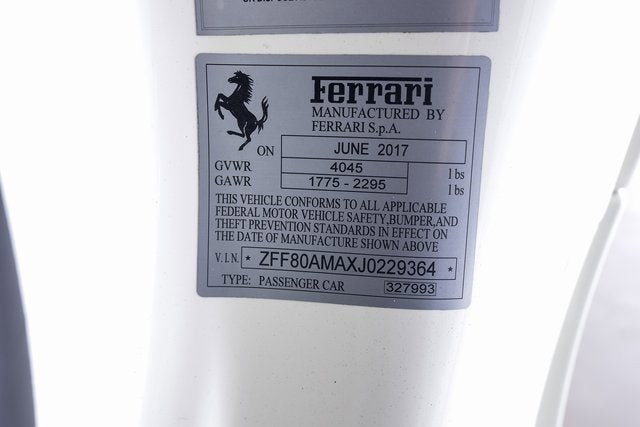 Ferrari
MANUFACTURED BY
FERRARI S.p.A.
ON JUNE 2017
GVWR 4045 lbs
GAWR 1775 - 2295 lbs
THIS VEHICLE CONFORMS TO ALL APPLICABLE
FEDERAL MOTOR VEHICLE SAFETY,BUMPER,AND
THEFT PREVENTION STANDARDS IN EFFECT ON
THE DATE OF MANUFACTURE SHOWN ABOVE
V.I.N. * ZFF80AMAXJ0229364 *
TYPE: PASSENGER CAR 327993